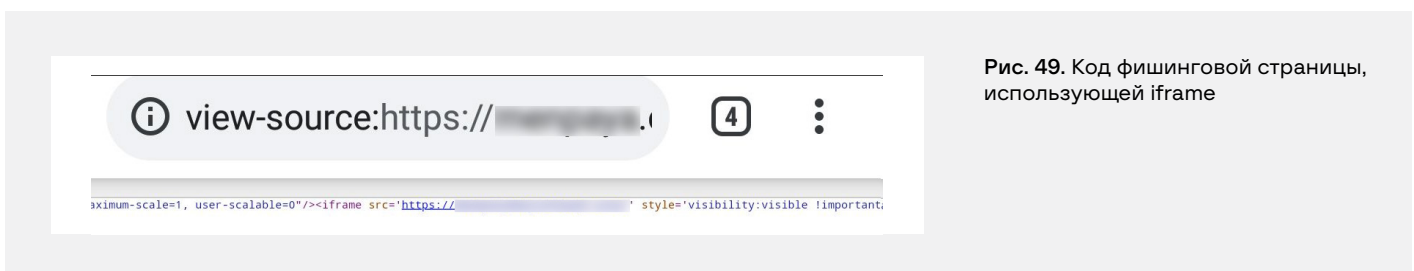 Рис. 49. Код фишинговой страницы,
использующей iframe
view-source:https://
4
aximum-scale=1, user-scalable=0"/><iframe src='https:// ' style='visibility:visible !important